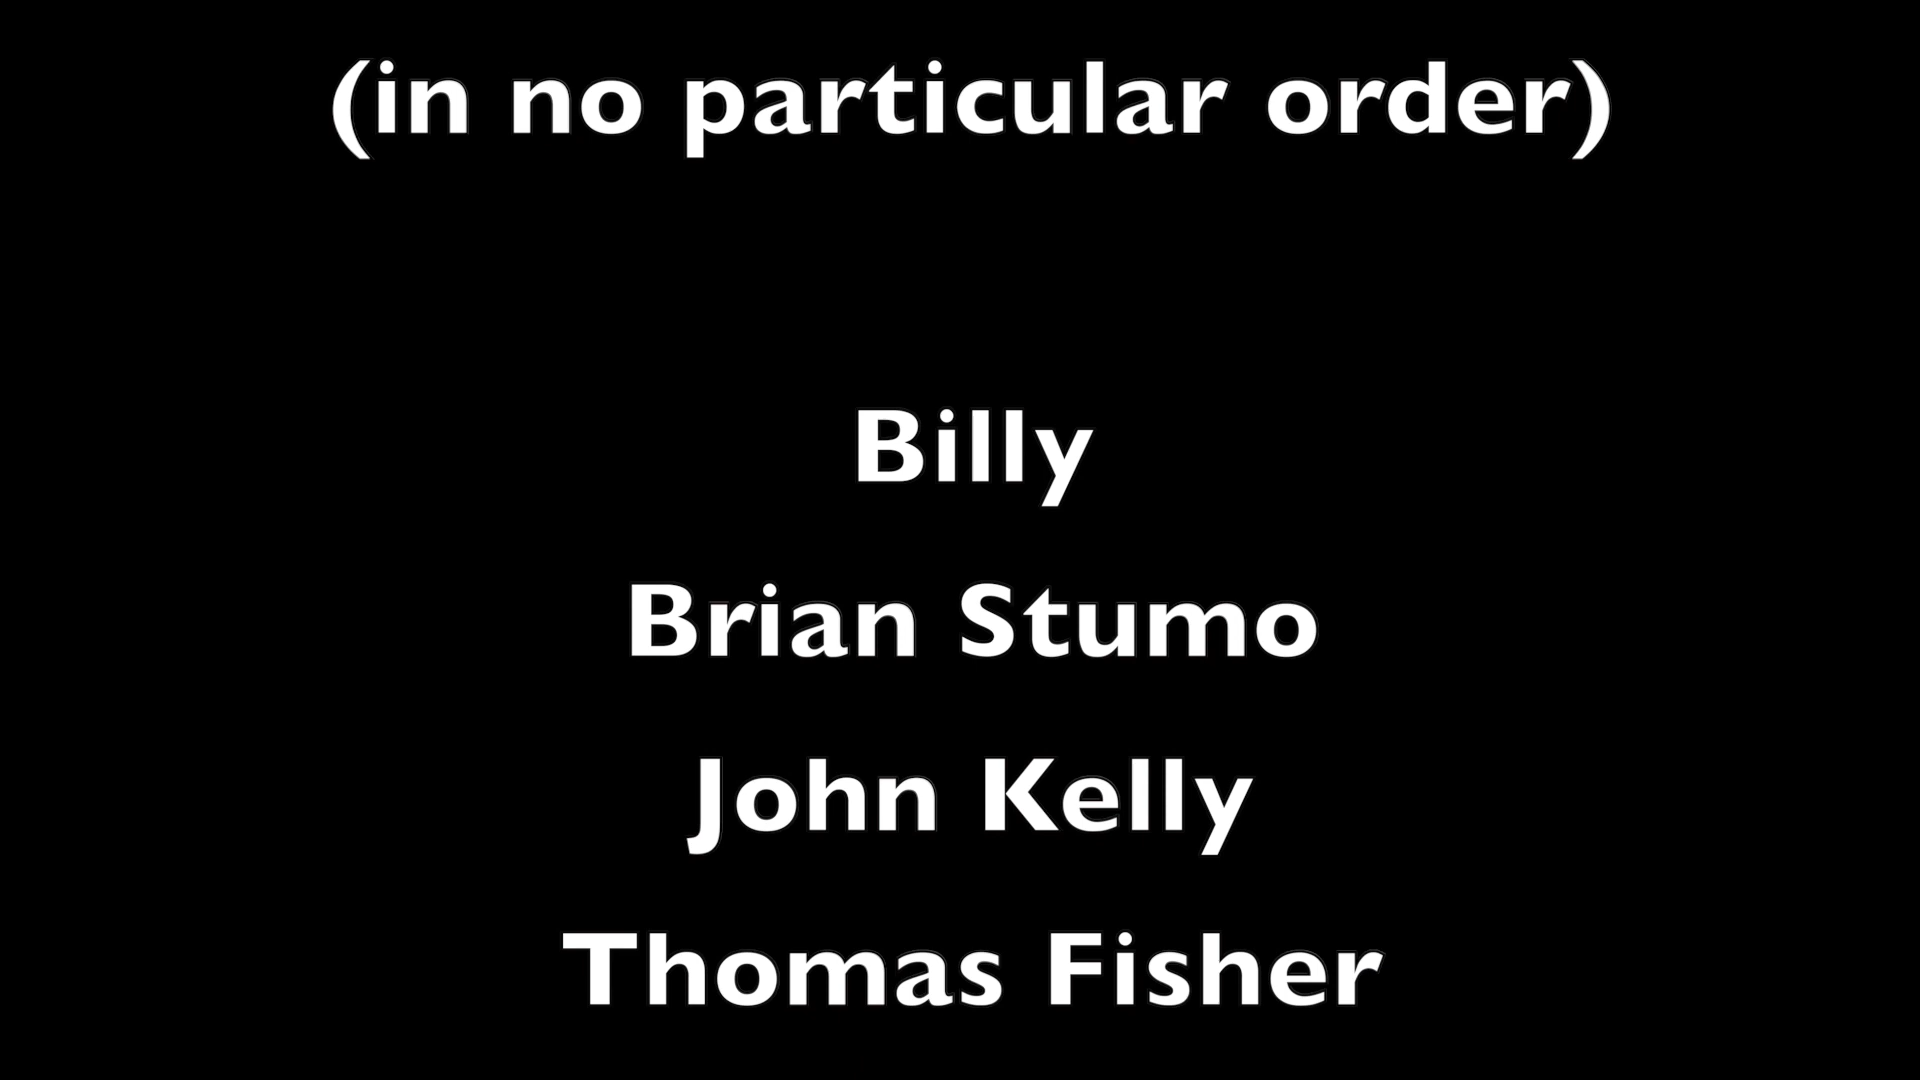 (in no particular order)
Billy
Brian Stumo
John Kelly
Thomas Fisher